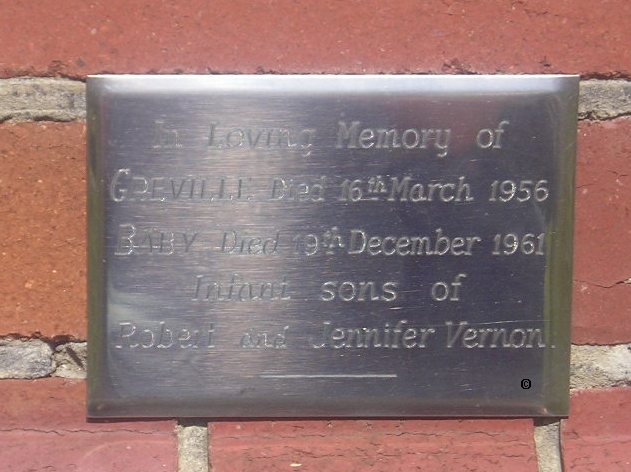 In Loving Memory of
GREVILLE Died 16th March 1956
BABY Died 19th December 1961
Infant sons of
Robert and Jennifer Vernon.
©